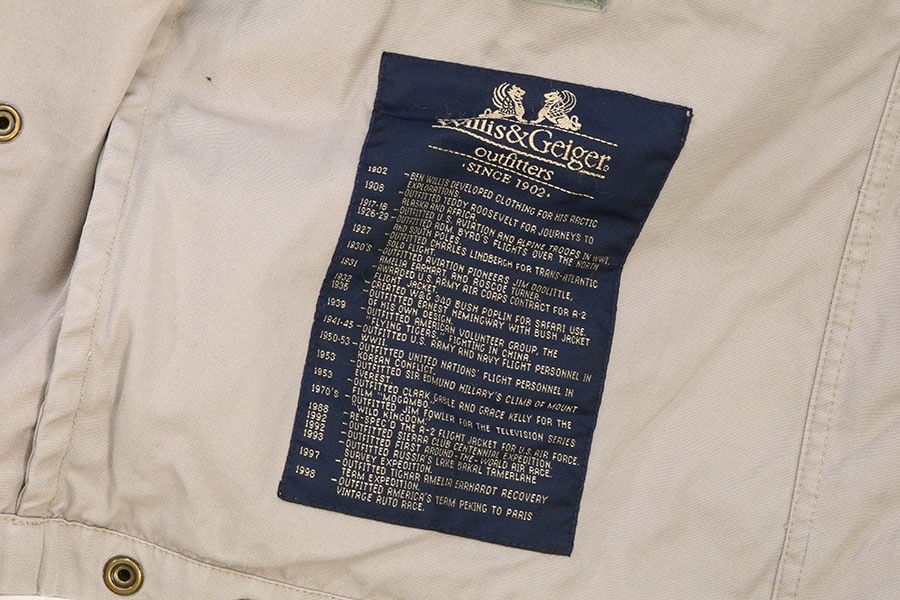 Willis & Geiger
outfitters
· SINCE 1902 ·
1902 - BEN WILLIS DEVELOPED CLOTHING FOR HIS ARCTIC
EXPLORATIONS.
1908 - OUTFITTED TEDDY ROOSEVELT FOR JOURNEYS TO
ALASKA AND AFRICA.
1917-18 - OUTFITTED U.S. AVIATION AND ALPINE TROOPS IN WWI.
1926-29 - OUTFITTED ADM. BYRD'S FLIGHTS OVER THE NORTH
AND SOUTH POLES.
1927 - OUTFITTED CHARLES LINDBERGH FOR TRANS-ATLANTIC
SOLO FLIGHT.
1930'S - OUTFITTED AVIATION PIONEERS JIM DOOLITTLE,
AMELIA EARHART, AND ROSCOE TURNER.
1931 - AWARDED U.S. ARMY AIR CORPS CONTRACT FOR A-2
FLIGHT JACKET.
1932 - CREATED W&G 340 BUSH POPLIN FOR SAFARI USE.
1936 - OUTFITTED ERNEST HEMINGWAY WITH BUSH JACKET
OF HIS OWN DESIGN.
1939 - OUTFITTED AMERICAN VOLUNTEER GROUP, THE
"FLYING TIGERS," FIGHTING IN CHINA.
1941-45 - OUTFITTED U.S. ARMY AND NAVY FLIGHT PERSONNEL IN
WWII.
1950-53 - OUTFITTED UNITED NATIONS' FLIGHT PERSONNEL IN
KOREAN CONFLICT.
1953 - OUTFITTED SIR EDMUND HILLARY'S CLIMB OF MOUNT
EVEREST.
1953 - OUTFITTED CLARK GABLE AND GRACE KELLY FOR THE
FILM "MOGAMBO."
1970'S - OUTFITTED JIM FOWLER FOR THE TELEVISION SERIES
"WILD KINGDOM."
1988 - RE-SPEC'D THE A-2 FLIGHT JACKET FOR U.S. AIR FORCE.
1992 - OUTFITTED SIERRA CLUB CENTENNIAL EXPEDITION.
1992 - OUTFITTED FIRST AROUND-THE-WORLD AIR RACE.
1993 - OUTFITTED RUSSIA'S LAKE BAKAL TAMERLANE
SURVEY EXPEDITION.
1997 - OUTFITTED TIGHAR AMELIA EARHARDT RECOVERY
TEAM EXPEDITION.
1998 - OUTFITTED AMERICA'S TEAM PEKING TO PARIS
VINTAGE AUTO RACE.